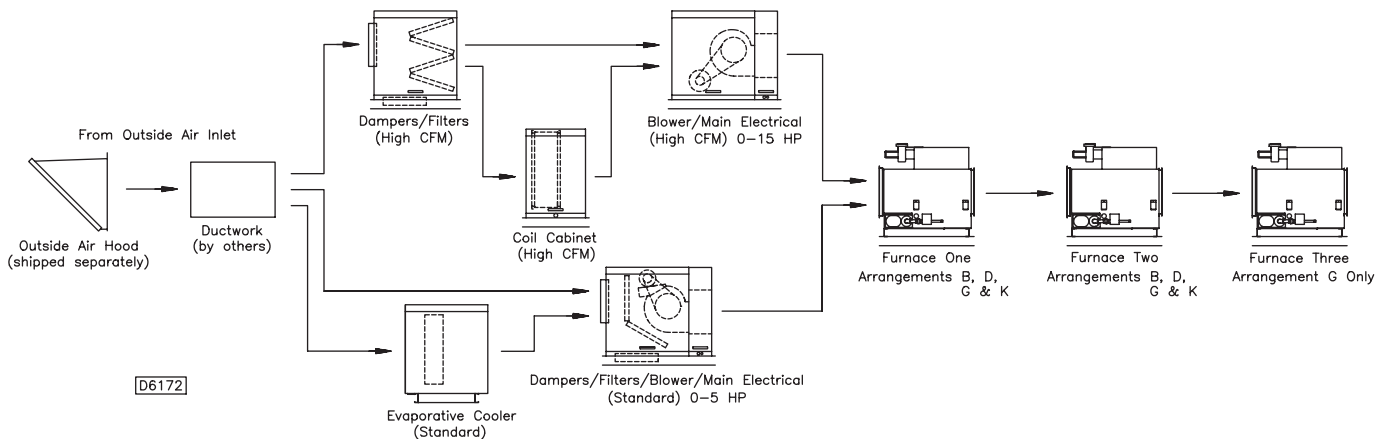 From Outside Air Inlet
Outside Air Hood
(shipped separately)
Ductwork
(by others)
Dampers/Filters
(High CFM)
Coil Cabinet
(High CFM)
Blower/Main Electrical
(High CFM) 0-15 HP
Evaporative Cooler
(Standard)
Dampers/Filters/Blower/Main Electrical
(Standard) 0-5 HP
Furnace One
Arrangements B, D,
G & K
Furnace Two
Arrangements B, D,
G & K
Furnace Three
Arrangement G Only
D6172